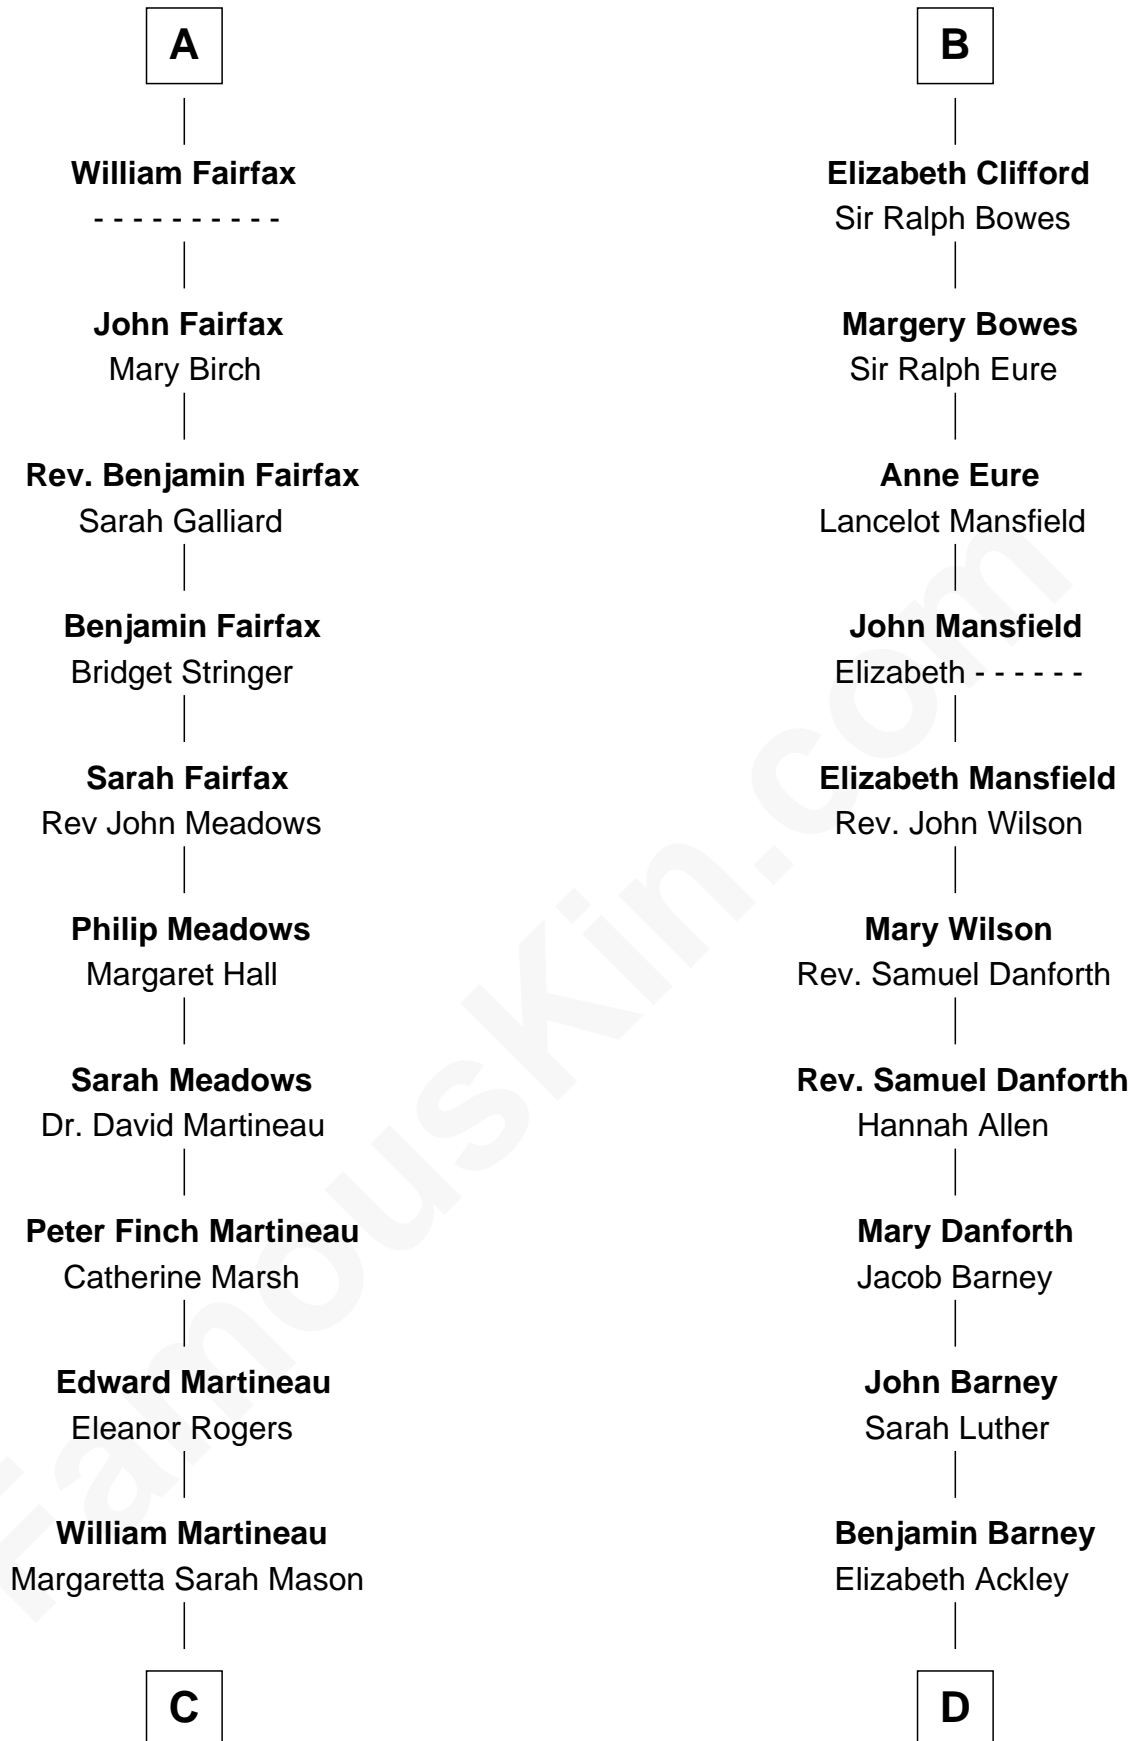 A
William Fairfax
- - - - - - - - - -
John Fairfax
Mary Birch
Rev. Benjamin Fairfax
Sarah Galliard
Benjamin Fairfax
Bridget Stringer
Sarah Fairfax
Rev John Meadows
Philip Meadows
Margaret Hall
Sarah Meadows
Dr. David Martineau
Peter Finch Martineau
Catherine Marsh
Edward Martineau
Eleanor Rogers
William Martineau
Margaretta Sarah Mason
C
B
Elizabeth Clifford
Sir Ralph Bowes
Margery Bowes
Sir Ralph Eure
Anne Eure
Lancelot Mansfield
John Mansfield
Elizabeth - - - - - -
Elizabeth Mansfield
Rev. John Wilson
Mary Wilson
Rev. Samuel Danforth
Rev. Samuel Danforth
Hannah Allen
Mary Danforth
Jacob Barney
John Barney
Sarah Luther
Benjamin Barney
Elizabeth Ackley
D
FamousKin.com